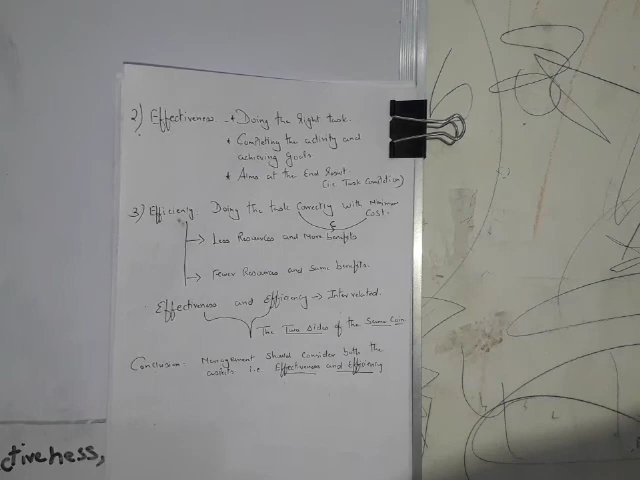 2) Effectiveness - * Doing the Right task.
* Completing the activity and
achieving goals
* Aims at the End Result
(i.e Task Completion)
3) Efficiency: Doing the task Correctly with Minimum
Cost.
→ Less Resources and More benefits
→ Fewer Resources and same benefits.
Effectiveness and Efficiency → Inter related.
The Two sides of the Same Coin
Conclusion: Management should Consider both the
i.e Effectiveness and Efficiency
ctiveness,